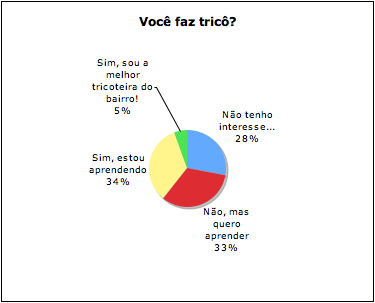 Você faz tricô?
Sim, sou a
melhor
tricoteira do
bairro!
5%
Não tenho
interesse...
28%
Sim, estou
aprendendo
34%
Não, mas
quero
aprender
33%